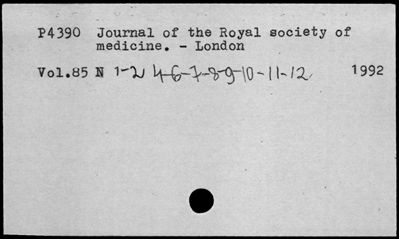 P4390 Journal of the Royal society of
medicine. - London
Vol.85 N 1-2 4-6-7-8-9-10-11-12 1992